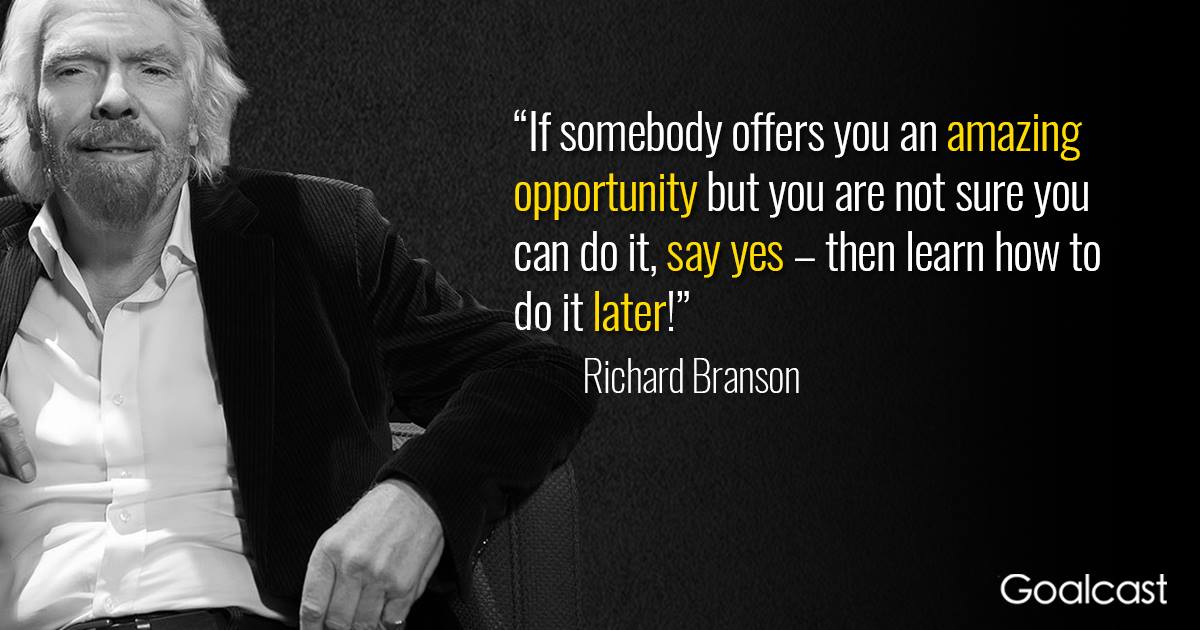 “If somebody offers you an amazing
opportunity but you are not sure you
can do it, say yes – then learn how to
do it later!”
Richard Branson
Goalcast